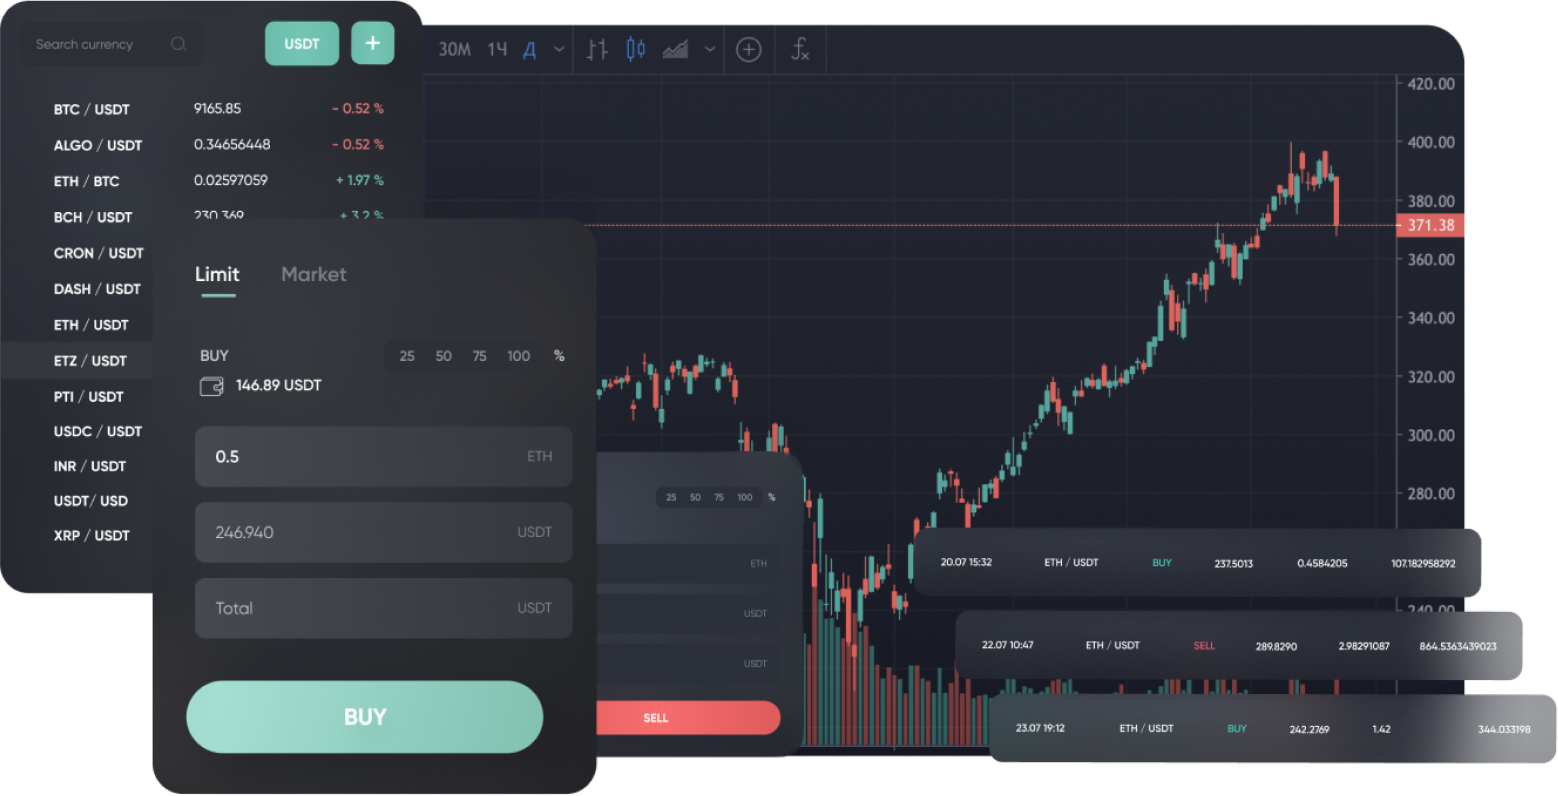 Search currency USDT +
BTC / USDT 9165.85 - 0.52 %
ALGO / USDT 0.34656448 - 0.52 %
ETH / BTC 0.02597059 + 1.97 %
BCH / USDT 230.369 + 3.2 %
CRON / USDT
DASH / USDT
ETH / USDT
ETZ / USDT
PTI / USDT
USDC / USDT
INR / USDT
USDT/ USD
XRP / USDT
Limit Market
BUY 25 50 75 100 %
146.89 USDT
0.5 ETH
246.940 USDT
Total USDT
BUY
25 50 75 100 %
ETH
USDT
USDT
SELL
30М 1Ч Д fx
420.00
400.00
380.00
371.38
360.00
340.00
320.00
300.00
280.00
240.00
20.07 15:32 ETH / USDT BUY 237.5013 0.4584205 107.182958292
22.07 10:47 ETH / USDT SELL 289.8290 2.98291087 864.5363439023
23.07 19:12 ETH / USDT BUY 242.2769 1.42 344.033198